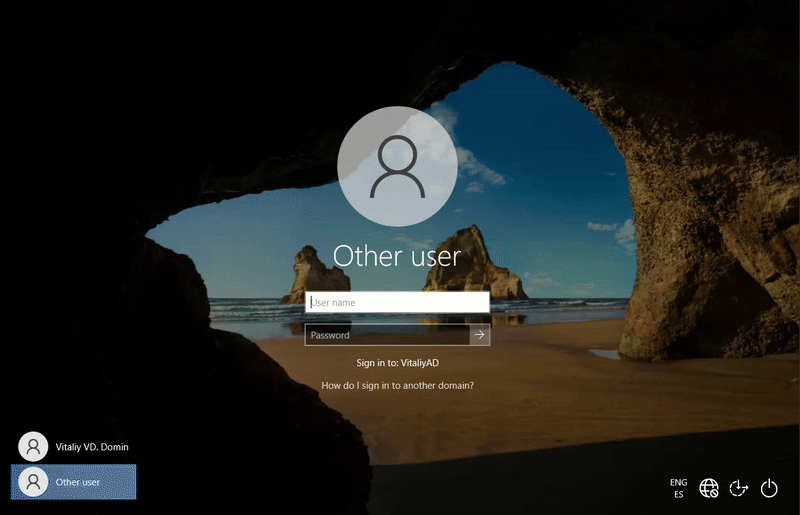 Other user
User name
Password
Sign in to: VitaliyAD
How do I sign in to another domain?
Vitaliy VD. Domin
Other user
ENG
ES